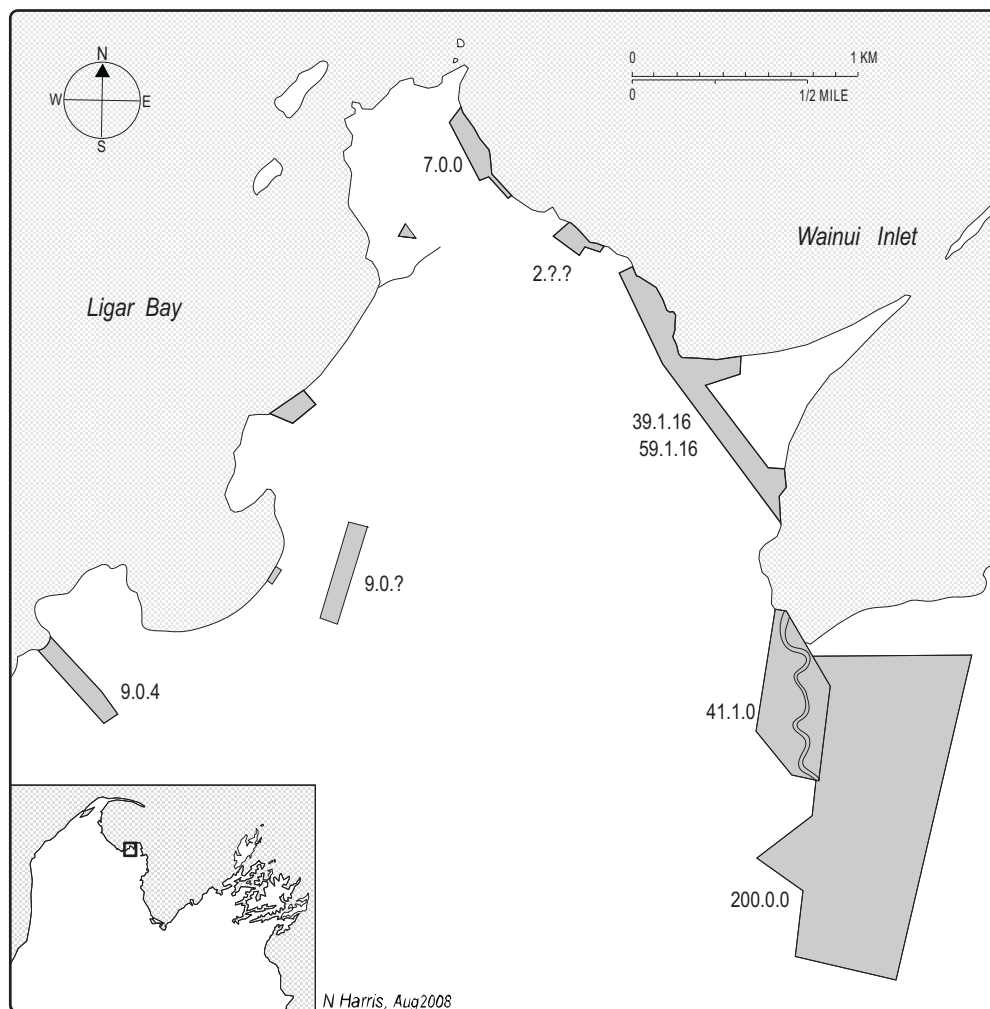 N
W E
S
0 1 KM
0 1/2 MILE
7.0.0
Wainui Inlet
2.?.?
Ligar Bay
39.1.16
59.1.16
9.0.?
9.0.4
41.1.0
200.0.0
N Harris, Aug2008